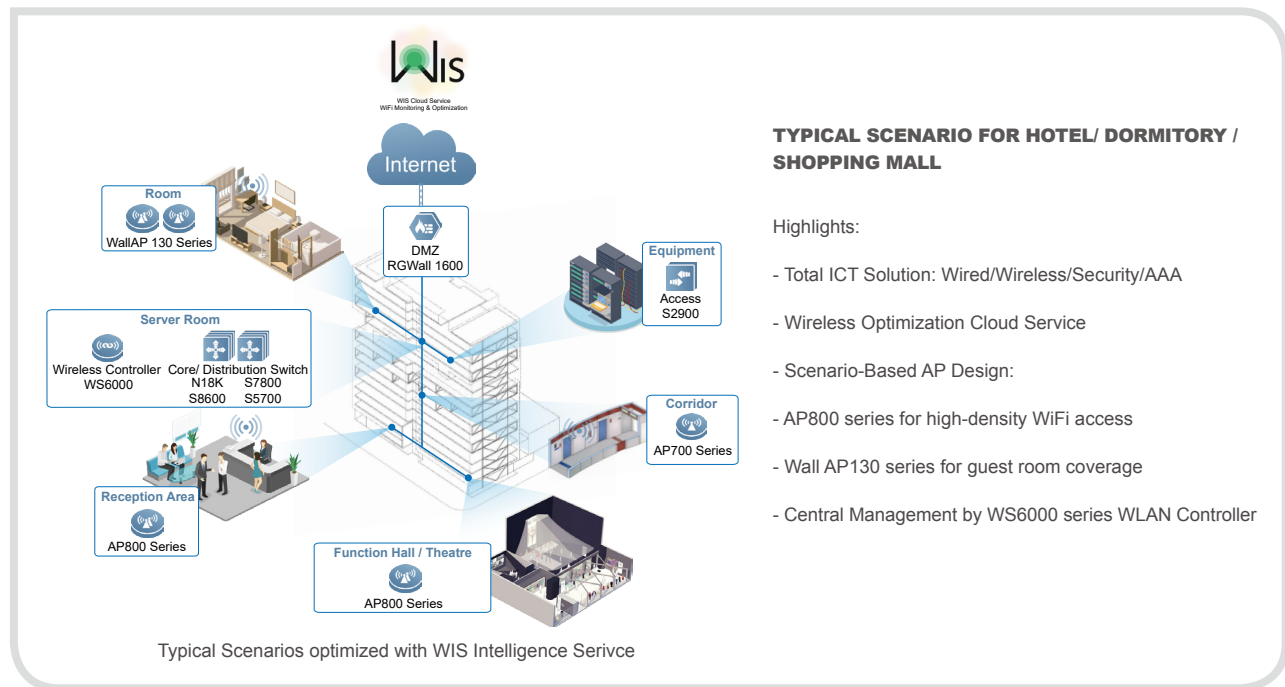 WIS
WIS Cloud Service
WiFi Monitoring & Optimization
Internet
Room
WallAP 130 Series
DMZ
RGWall 1600
Equipment
Access
S2900
Server Room
Wireless Controller
WS6000
Core/ Distribution Switch
N18K S7800
S8600 S5700
Corridor
AP700 Series
Reception Area
AP800 Series
Function Hall / Theatre
AP800 Series
Typical Scenarios optimized with WIS Intelligence Serivce
TYPICAL SCENARIO FOR HOTEL/ DORMITORY /
SHOPPING MALL
Highlights:
- Total ICT Solution: Wired/Wireless/Security/AAA
- Wireless Optimization Cloud Service
- Scenario-Based AP Design:
- AP800 series for high-density WiFi access
- Wall AP130 series for guest room coverage
- Central Management by WS6000 series WLAN Controller